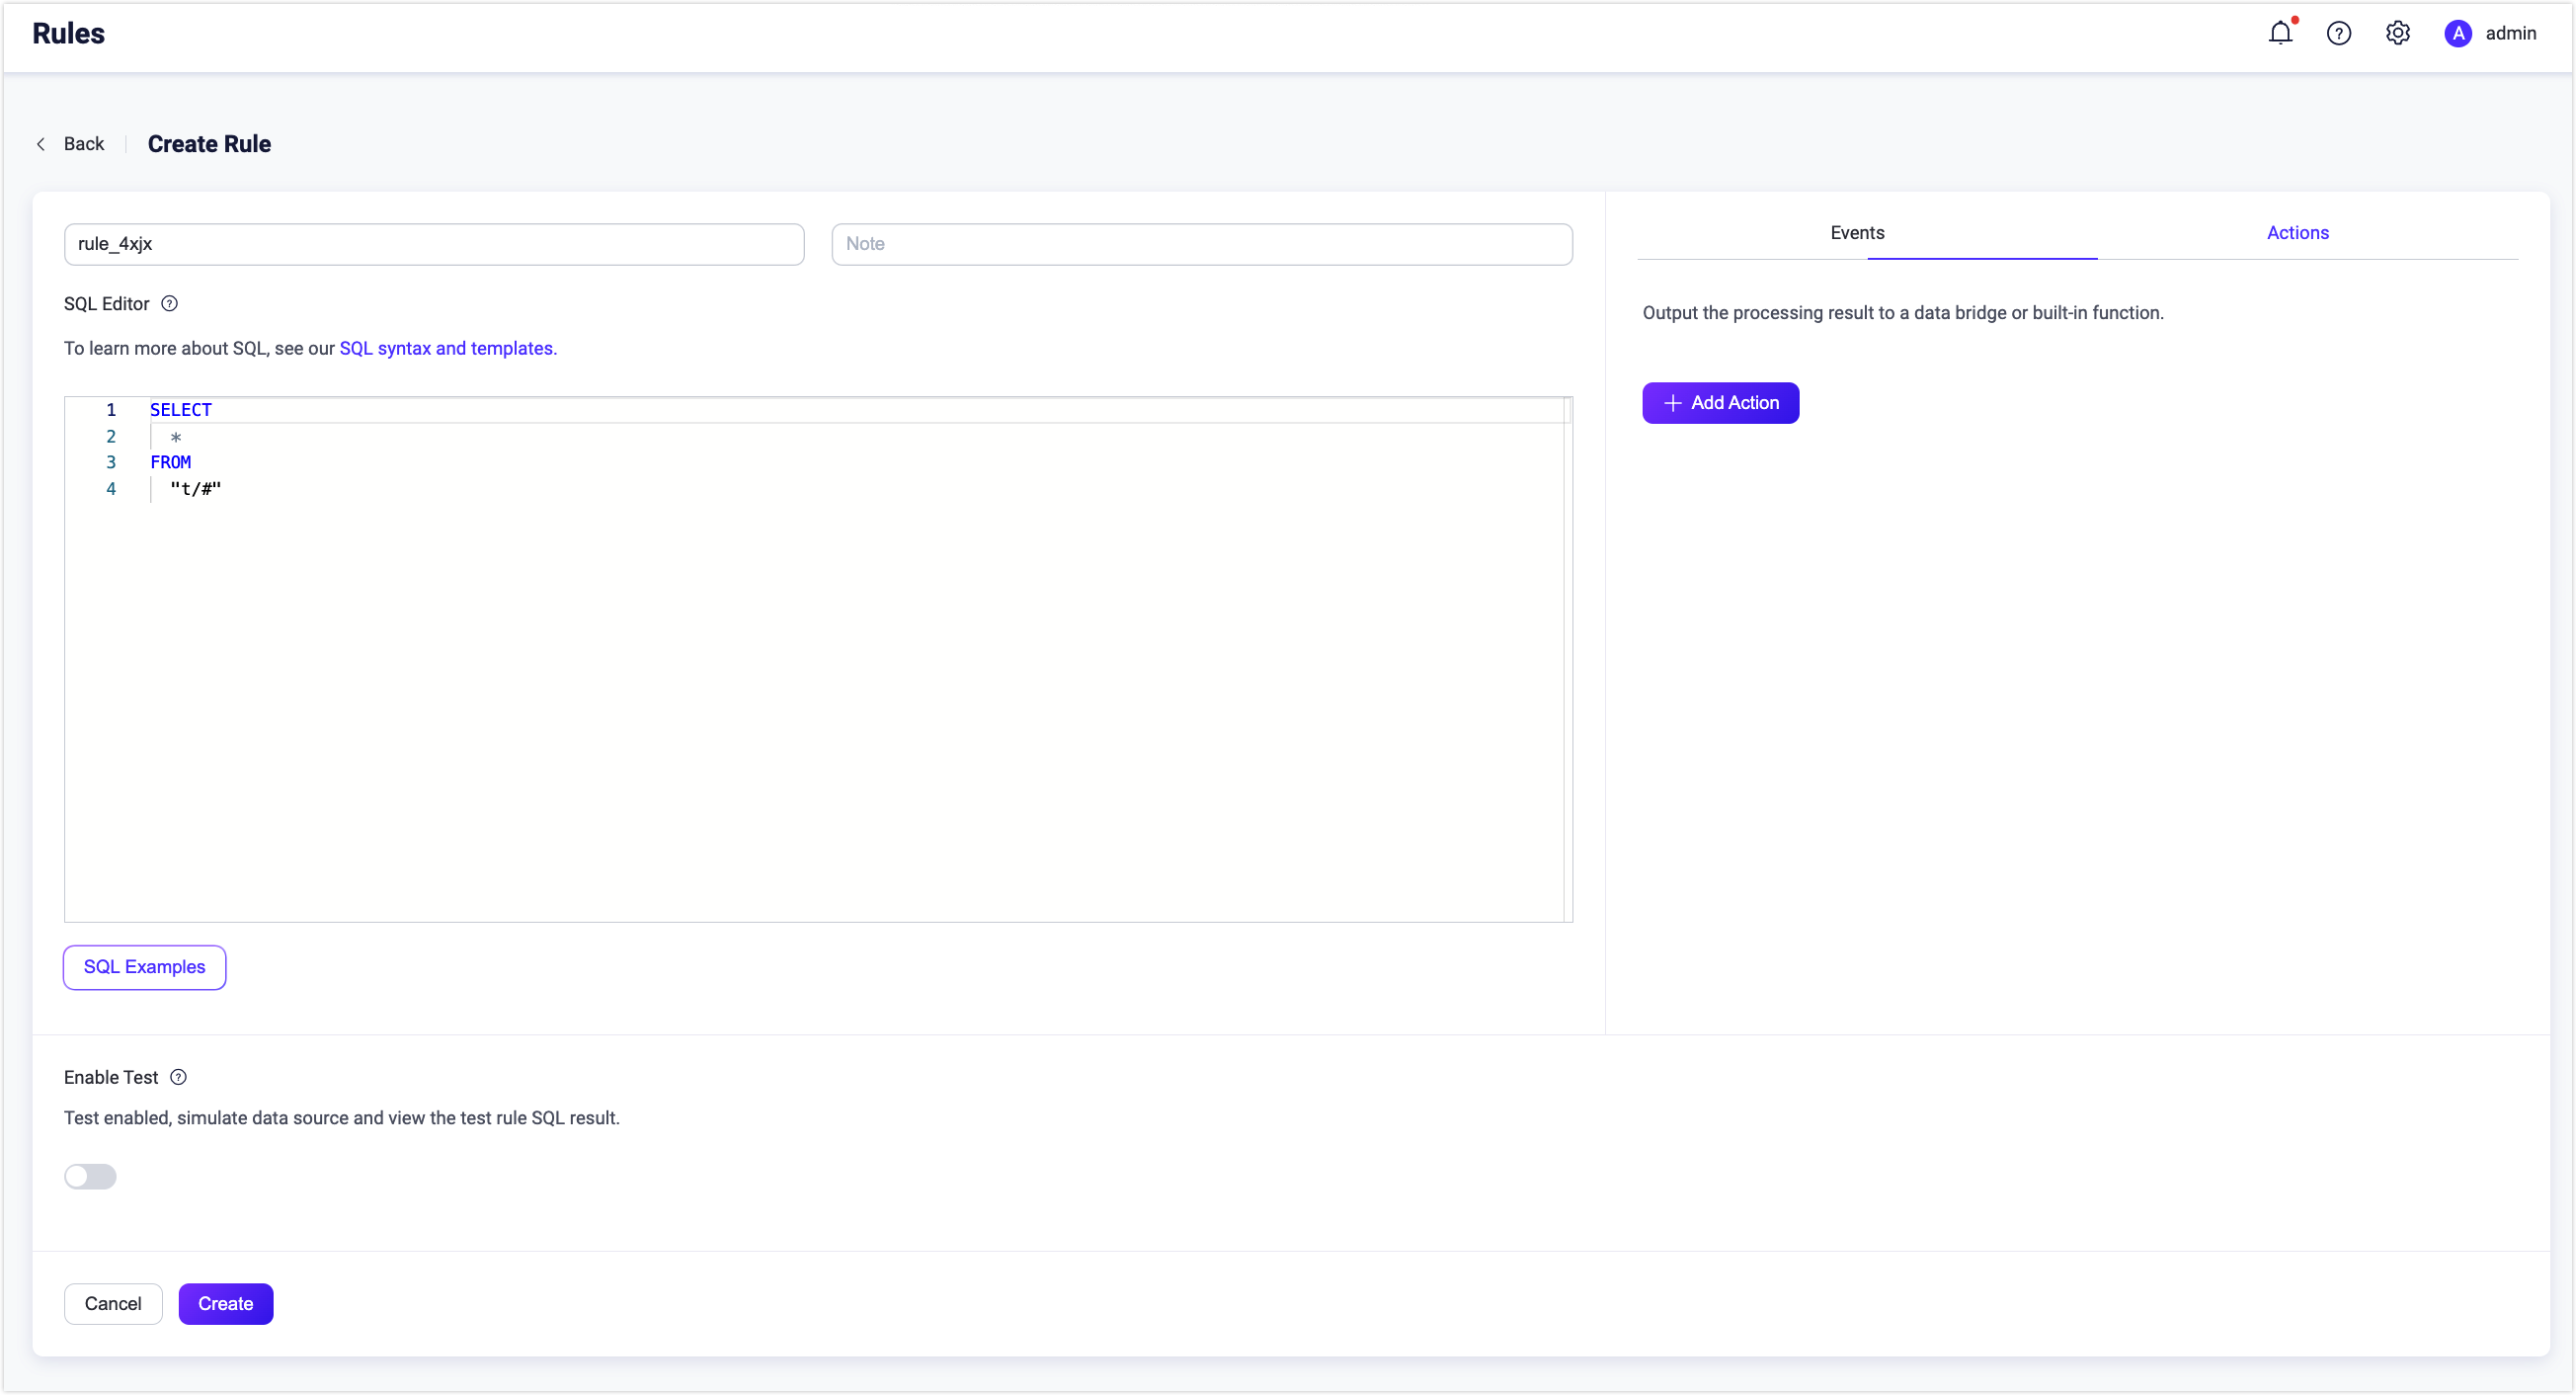 Rules
A admin
Back
Create Rule
rule_4xjx
Note
SQL Editor
To learn more about SQL, see our SQL syntax and templates.
1 SELECT
2 *
3 FROM
4 "t/#"
SQL Examples
Events
Actions
Output the processing result to a data bridge or built-in function.
Add Action
Enable Test
Test enabled, simulate data source and view the test rule SQL result.
Cancel
Create